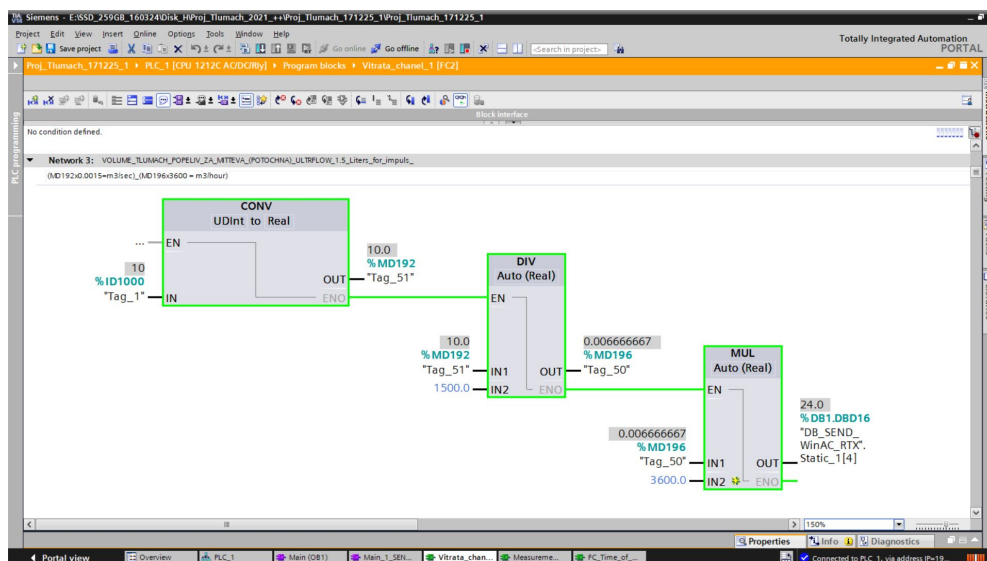 Siemens - E:\SSD_259GB_160324\Disk_H\Proj_Tlumach_2021_++\Proj_Tlumach_171225_1\Proj_Tlumach_171225_1
Project Edit View Insert Online Options Tools Window Help
Totally Integrated Automation
PORTAL
Save project Go online Go offline <Search in project>
Proj_Tlumach_171225_1 PLC_1 [CPU 1212C AC/DC/Rly] Program blocks Vitrata_chanel_1 [FC2]
Block interface
PLC programming
No condition defined.
Network 3: VOLUME_TLUMACH_POPELIV_ZA_MITTEVA_(POTOCHNA)_ULTRFLOW_1.5_Liters_for_impuls_
(MD192x0.0015=m3/sec)_(MD196x3600 = m3/hour)
CONV
UDInt to Real
... EN
10
%ID1000
"Tag_1" IN
10.0
%MD192
OUT "Tag_51"
ENO
DIV
Auto (Real)
EN
10.0
%MD192
"Tag_51" IN1
1500.0 IN2
0.006666667
%MD196
OUT "Tag_50"
ENO
MUL
Auto (Real)
EN
0.006666667
%MD196
"Tag_50" IN1
3600.0 IN2
24.0
%DB1.DBD16
"DB_SEND_
WinAC_RTX".
OUT Static_1[4]
ENO
150%
Properties Info Diagnostics
Portal view Overview PLC_1 Main (OB1) Main_1_SEN... Vitrata_chan... Measureme... FC_Time_of_... Connected to PLC_1, via address IP=19...